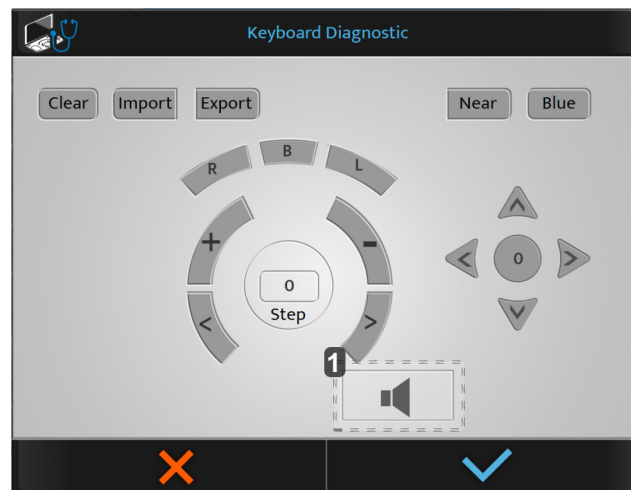 Keyboard Diagnostic
Clear Import Export Near Blue
R B L
+ -
0
0
Step
< >
1